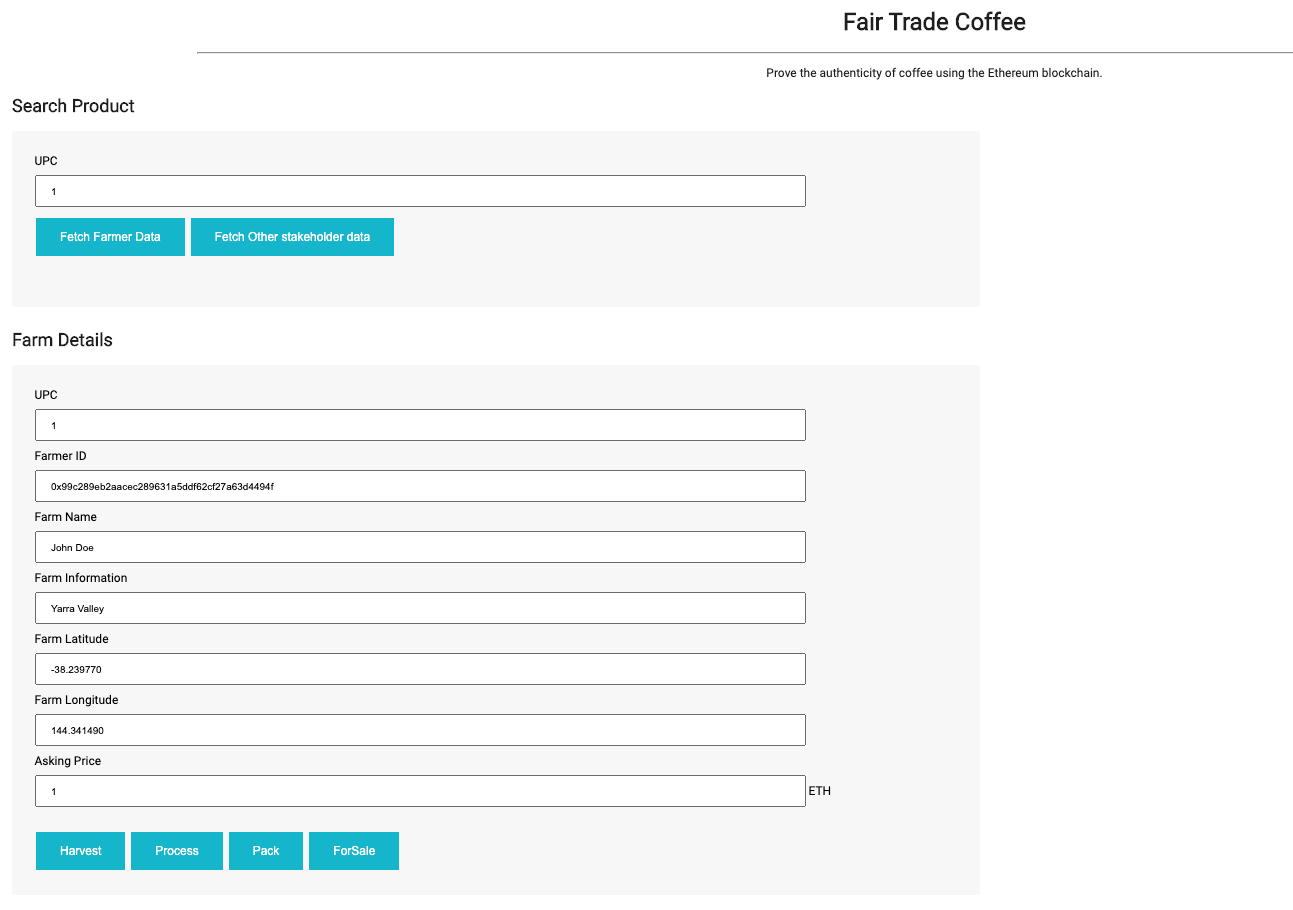 Fair Trade Coffee
Prove the authenticity of coffee using the Ethereum blockchain.
Search Product
UPC
1
Fetch Farmer Data Fetch Other stakeholder data
Farm Details
UPC
1
Farmer ID
0x99c289eb2aacec289631a5ddf62cf27a63d4494f
Farm Name
John Doe
Farm Information
Yarra Valley
Farm Latitude
-38.239770
Farm Longitude
144.341490
Asking Price
1 ETH
Harvest Process Pack ForSale